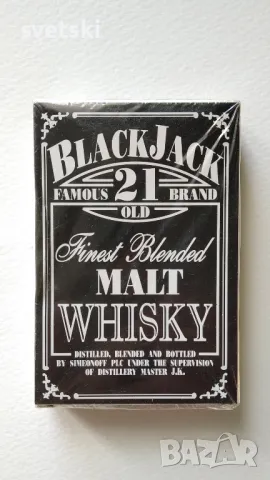 svetski
BLACKJACK
FAMOUS 21 BRAND
OLD
Finest Blended
MALT
WHISKY
DISTILLED, BLENDED AND BOTTLED
BY SIMEONOFF PLC UNDER THE SUPERVISION
OF DISTILLERY MASTER J.K.
BAZAR